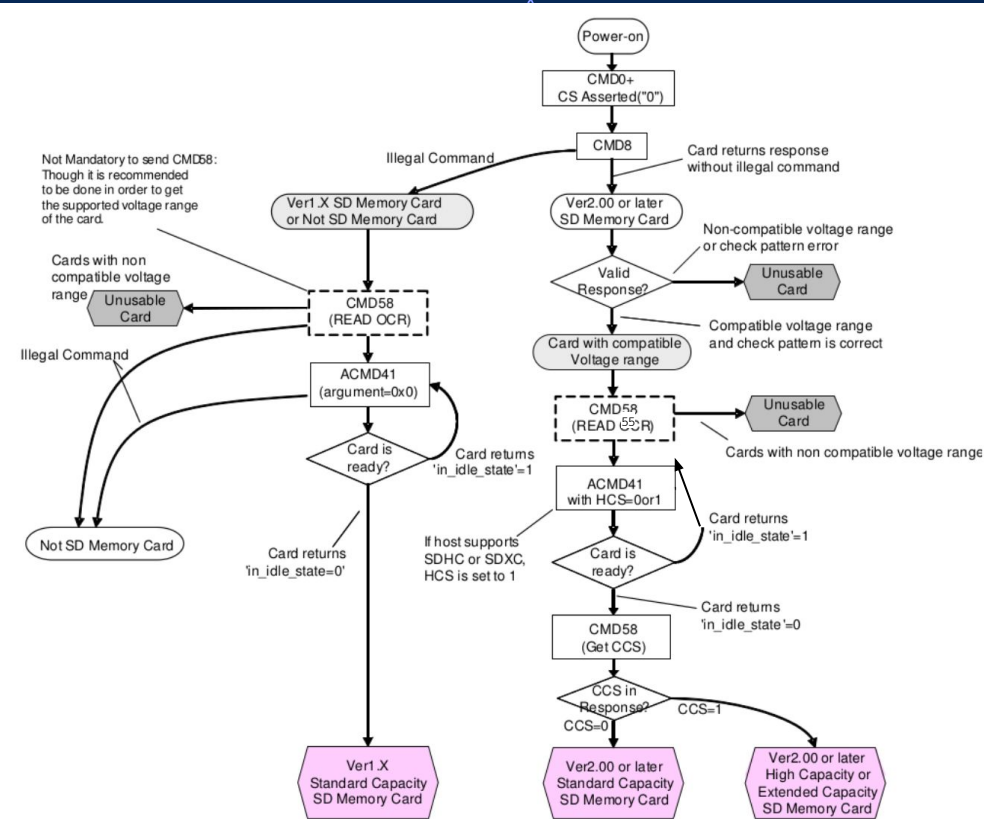 Power-on
CMD0+
CS Asserted("0")
CMD8
Illegal Command
Card returns response
without illegal command
Not Mandatory to send CMD58:
Though it is recommended
to be done in order to get
the supported voltage range
of the card.
Ver1.X SD Memory Card
or Not SD Memory Card
Ver2.00 or later
SD Memory Card
Non-compatible voltage range
or check pattern error
Cards with non
compatible voltage
range
Unusable
Card
CMD58
(READ OCR)
Valid
Response?
Unusable
Card
Compatible voltage range
and check pattern is correct
Card with compatible
Voltage range
Illegal Command
ACMD41
(argument=0x0)
CMD58
(READ OCR)
55
Unusable
Card
Cards with non compatible voltage range
Card is
ready?
Card returns
'in_idle_state'=1
ACMD41
with HCS=0or1
Card returns
'in_idle_state'=1
Not SD Memory Card
Card returns
'in_idle_state=0'
If host supports
SDHC or SDXC,
HCS is set to 1
Card is
ready?
Card returns
'in_idle_state'=0
CMD58
(Get CCS)
CCS in
Response?
CCS=1
CCS=0
Ver1.X
Standard Capacity
SD Memory Card
Ver2.00 or later
Standard Capacity
SD Memory Card
Ver2.00 or later
High Capacity or
Extended Capacity
SD Memory Card